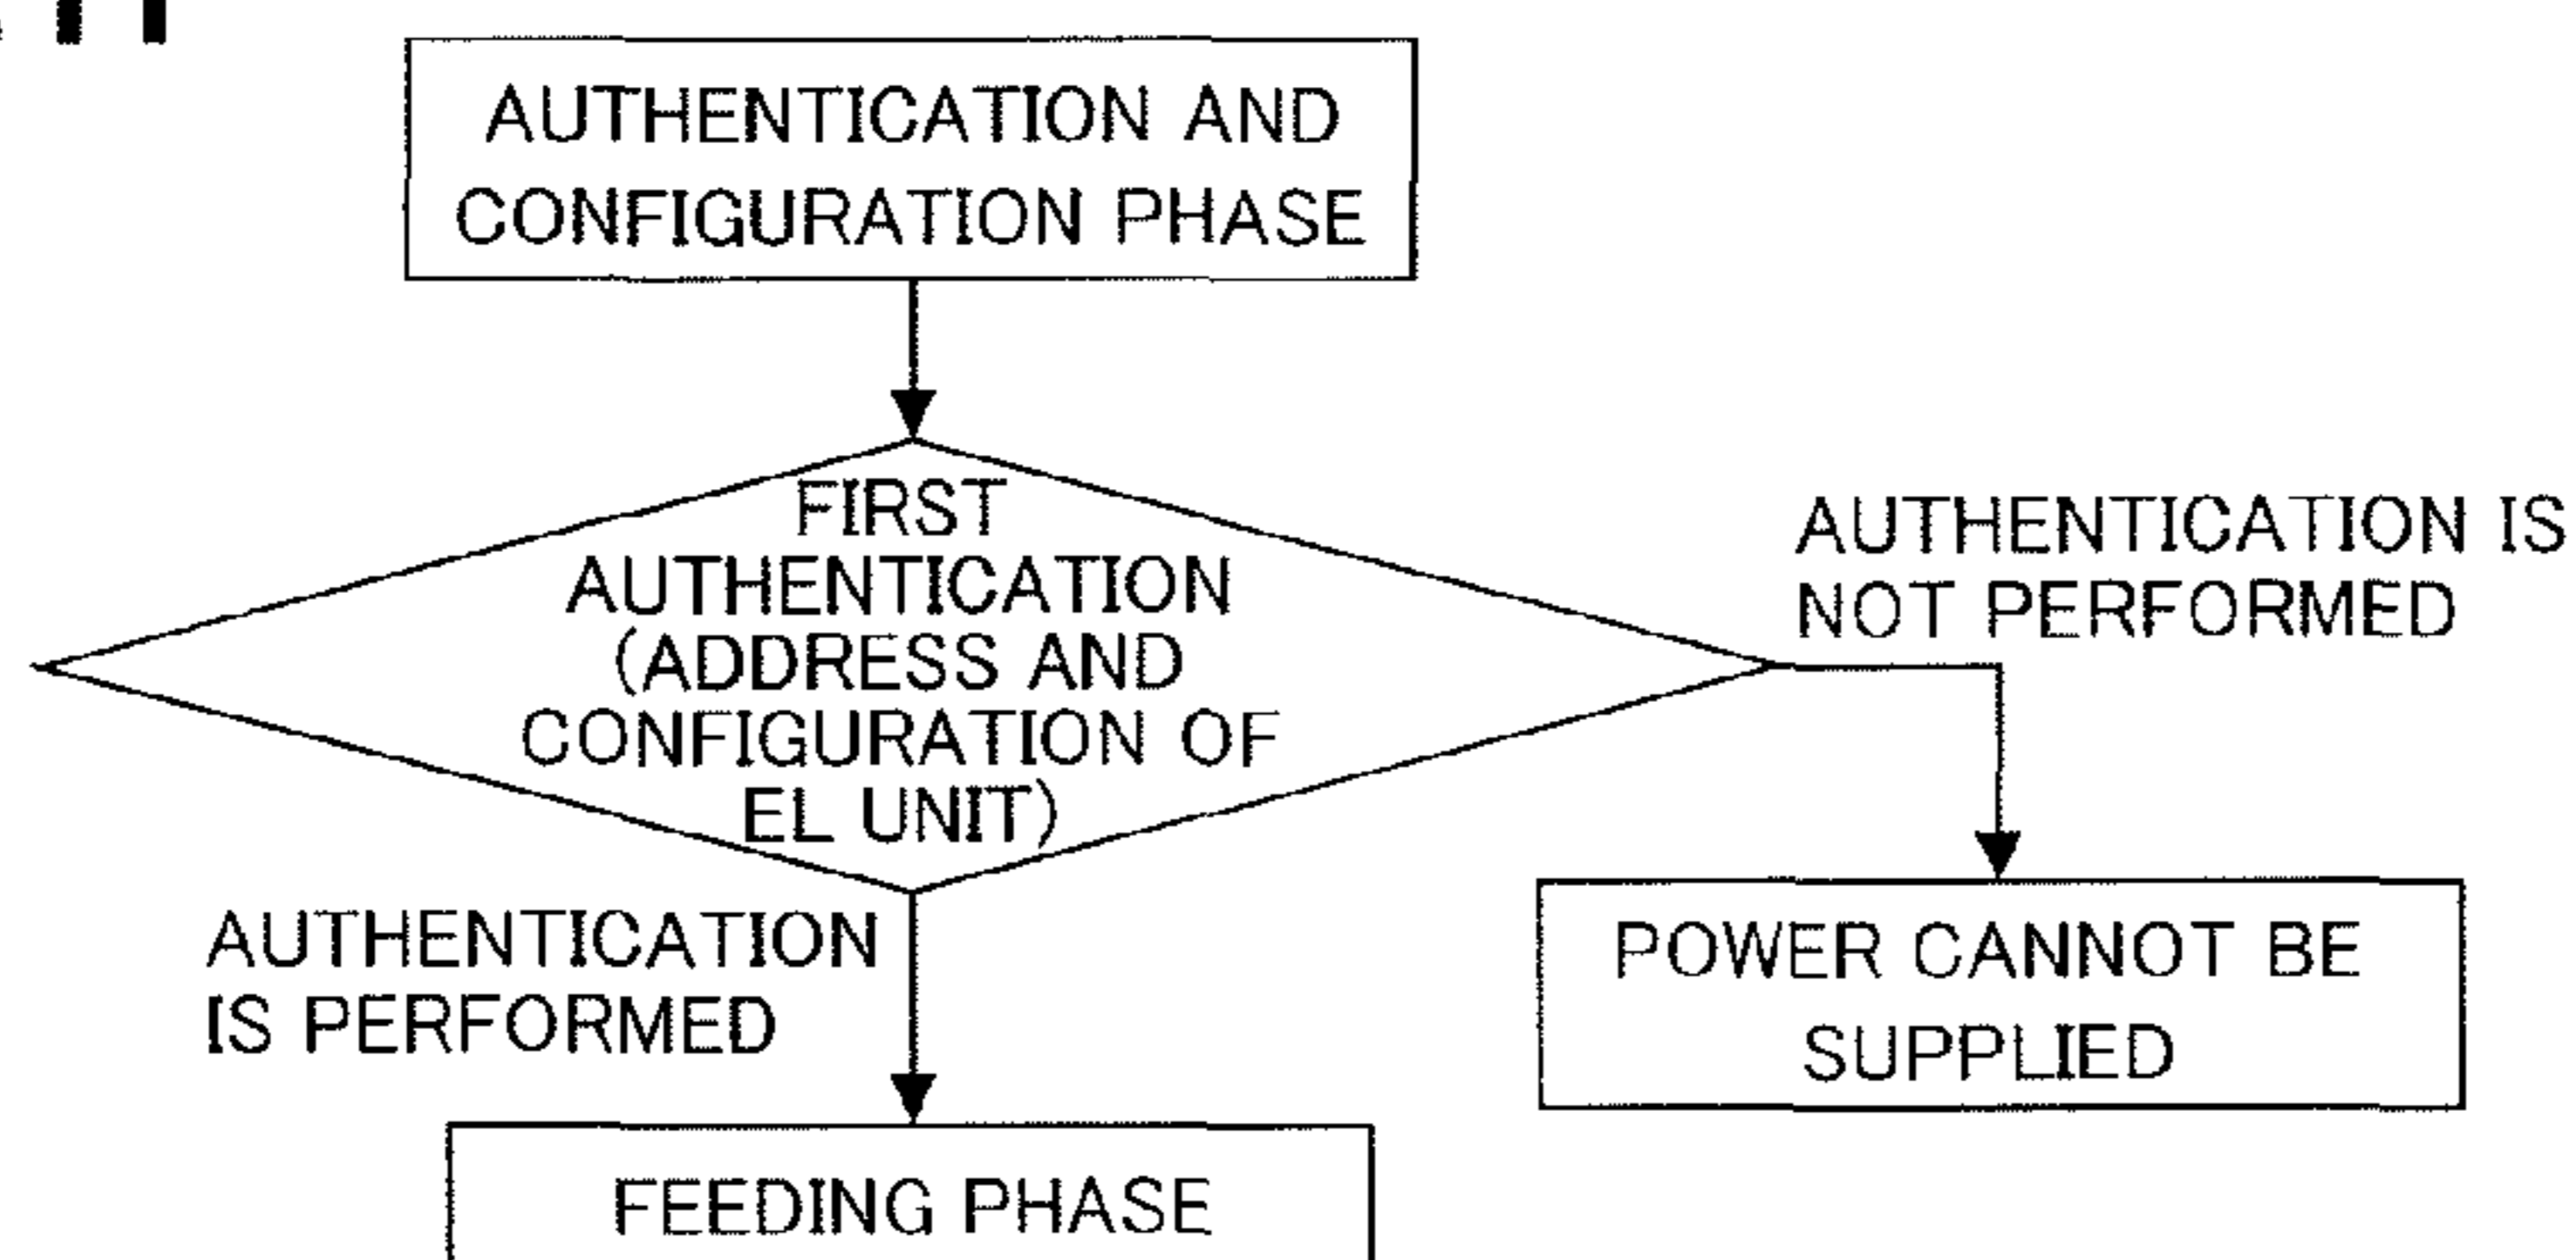 AUTHENTICATION AND
CONFIGURATION PHASE
FIRST
AUTHENTICATION
(ADDRESS AND
CONFIGURATION OF
EL UNIT)
AUTHENTICATION IS
NOT PERFORMED
AUTHENTICATION
IS PERFORMED
POWER CANNOT BE
SUPPLIED
FEEDING PHASE